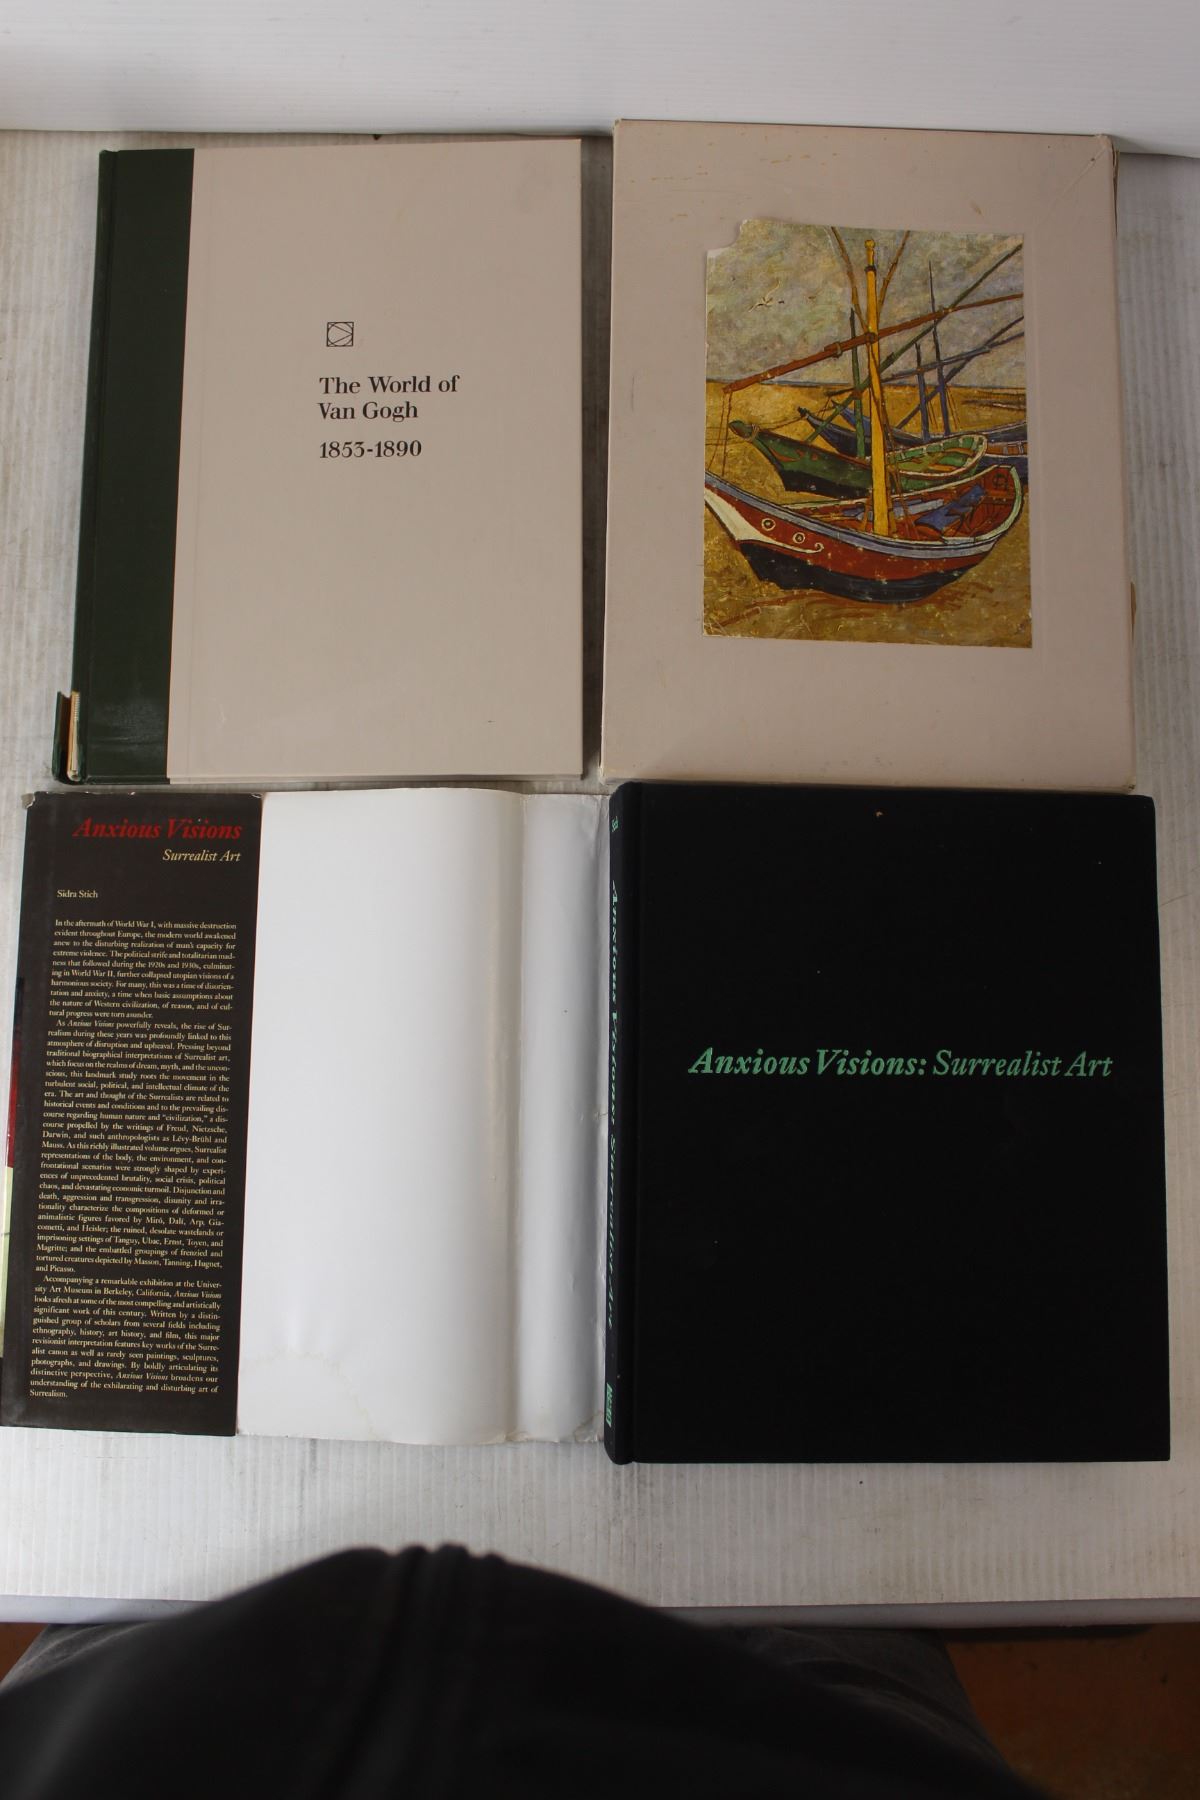 The World of
Van Gogh
1853-1890
Anxious Visions
Surrealist Art
Sidra Stich
In the aftermath of World War I, with massive destruction
evident throughout Europe, the modern world awakened
anew to the disturbing realization of man's capacity for
extreme violence. The political strife and totalitarian mad-
ness that followed during the 1920s and 1930s, culminat-
ing in World War II, further collapsed utopian visions of a
harmonious society. For many, this was a time of disorien-
tation and anxiety, a time when basic assumptions about
the nature of Western civilization, of reason, and of cul-
tural progress were torn asunder.
As Anxious Visions powerfully reveals, the rise of Sur-
realism during these years was profoundly linked to this
atmosphere of disruption and upheaval. Pressing beyond
traditional biographical interpretations of Surrealist art,
which focus on the realms of dream, myth, and the uncon-
scious, this landmark study roots the movement in the
turbulent social, political, and intellectual climate of the
era. The art and thought of the Surrealists are related to
historical events and conditions and to the prevailing dis-
course regarding human nature and "civilization," a dis-
course propelled by the writings of Freud, Nietzsche,
Darwin, and such anthropologists as Lévy-Brühl and
Mauss. As this richly illustrated volume argues, Surrealist
representations of the body, the environment, and con-
frontational scenarios were strongly shaped by experi-
ences of unprecedented brutality, social crisis, political
chaos, and devastating economic turmoil. Disjunction and
death, aggression and transgression, disunity and irra-
tionality characterize the compositions of deformed or
animalistic figures favored by Miró, Dalí, Arp, Gia-
cometti, and Heisler; the ruined, desolate wastelands or
imprisoning settings of Tanguy, Ubac, Ernst, Toyen, and
Magritte; and the embattled groupings of frenzied and
tortured creatures depicted by Masson, Tanning, Hugnet,
and Picasso.
Accompanying a remarkable exhibition at the Univer-
sity Art Museum in Berkeley, California, Anxious Visions
looks afresh at some of the most compelling and artistically
significant work of this century. Written by a distin-
guished group of scholars from several fields including
ethnography, history, art history, and film, this major
revisionist interpretation features key works of the Surre-
alist canon as well as rarely seen paintings, sculptures,
photographs, and drawings. By boldly articulating its
distinctive perspective, Anxious Visions broadens our
understanding of the exhilarating and disturbing art of
Surrealism.
Anxious Visions Surrealist Art
Anxious Visions: Surrealist Art